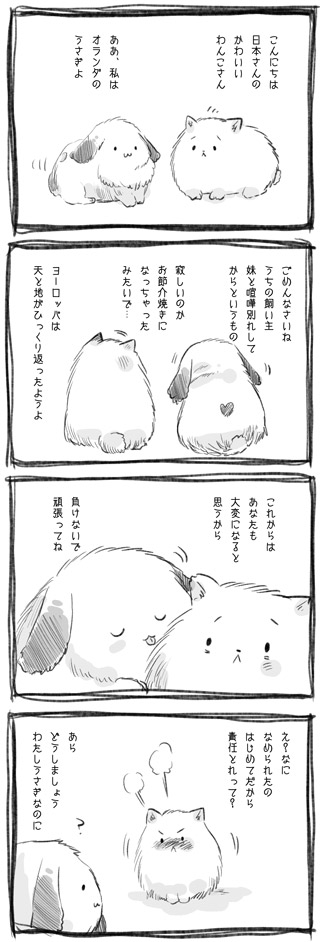 こんにちは
日本さんの
かわいい
わんこさん
ああ、私は
オランダの
うさぎよ
ごめんなさいね
うちの飼い主
妹と喧嘩別れして
からというもの
寂しいのか
お節介焼きに
なっちゃった
みたいで…
ヨーロッパは
天と地がひっくり返ったようよ
これからは
あなたも
大変になると
思うから
負けないで
頑張ってね
え?なに
なめられたの
はじめてだから
責任とれって?
あら
どうしましょう
わたしうさぎなのに
?